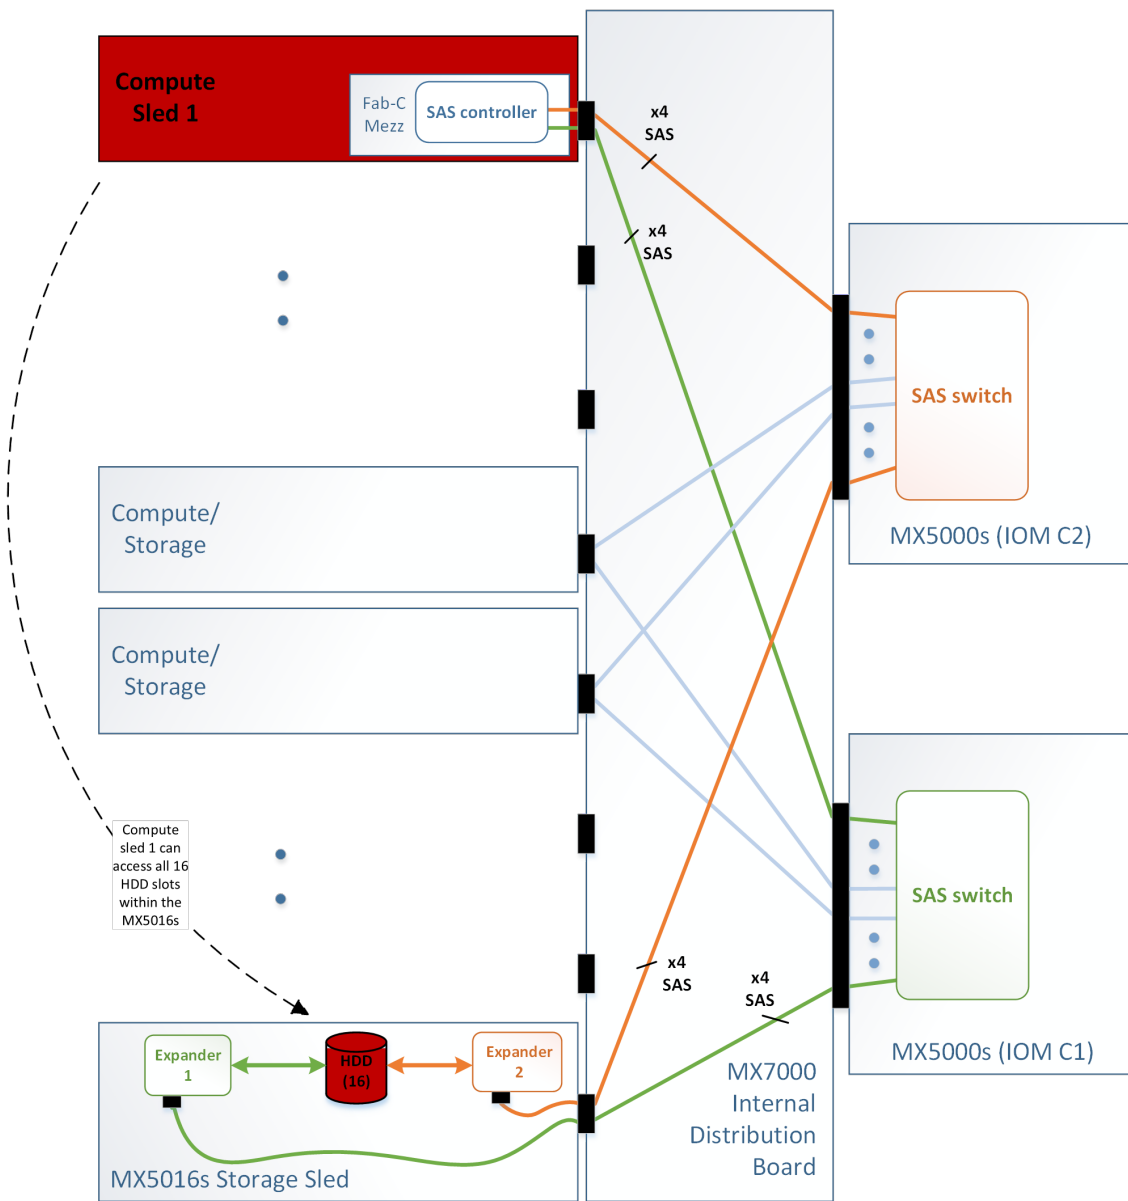 Compute
Sled 1
Fab-C
Mezz
SAS controller
x4
SAS
x4
SAS
SAS switch
MX5000s (IOM C2)
Compute/
Storage
Compute/
Storage
SAS switch
MX5000s (IOM C1)
Compute
sled 1 can
access all 16
HDD slots
within the
MX5016s
x4
SAS
x4
SAS
Expander
1
HDD
(16)
Expander
2
MX5016s Storage Sled
MX7000
Internal
Distribution
Board